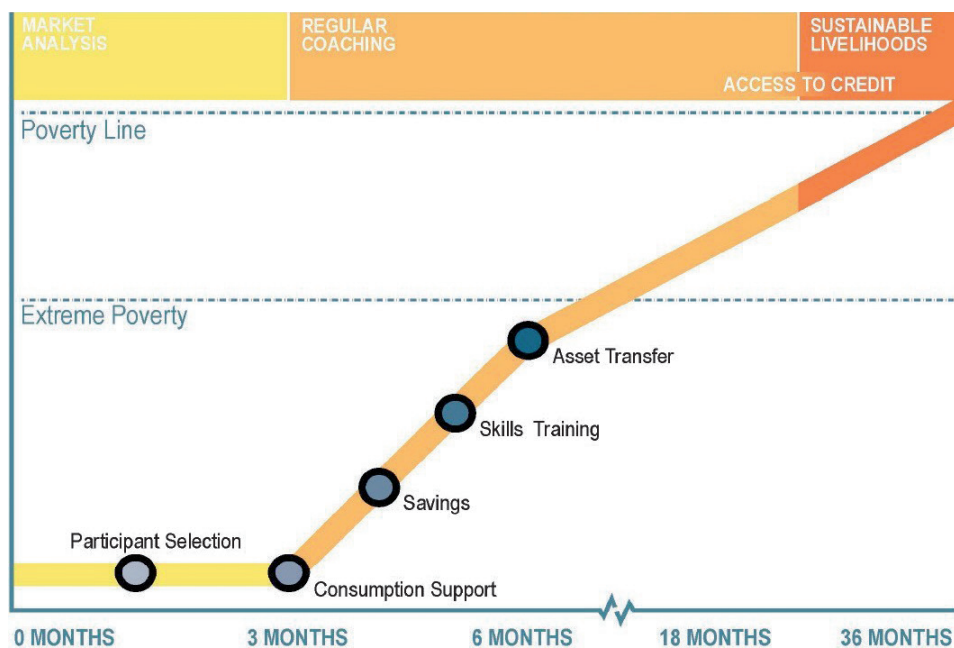 MARKET
ANALYSIS
REGULAR
COACHING
SUSTAINABLE
LIVELIHOODS
ACCESS TO CREDIT
Poverty Line
Extreme Poverty
Asset Transfer
Skills Training
Savings
Participant Selection
Consumption Support
0 MONTHS
3 MONTHS
6 MONTHS
18 MONTHS
36 MONTHS